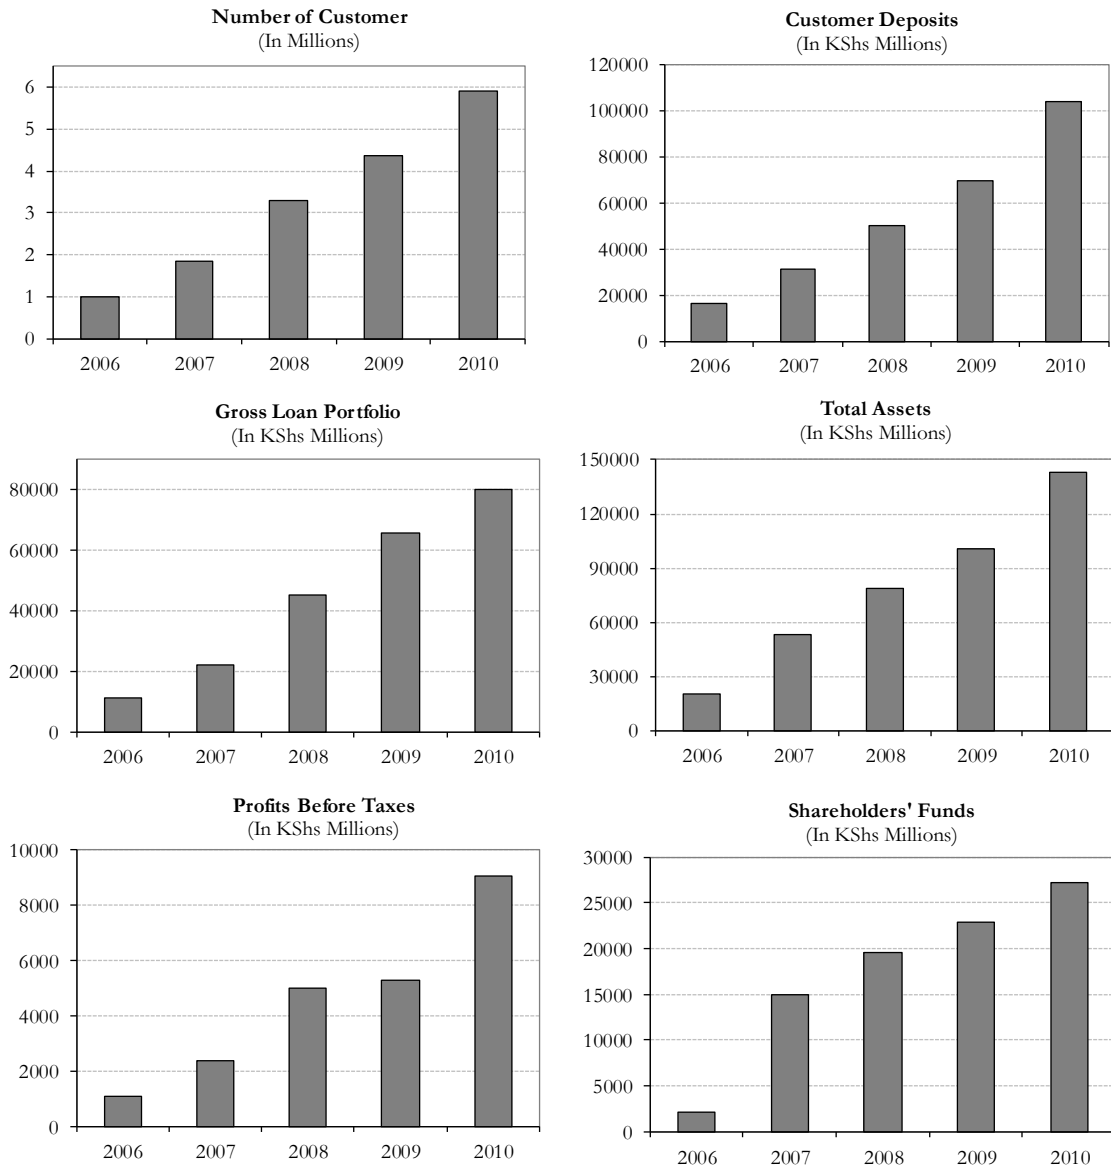 Number of Customer
(In Millions)
6
5
4
3
2
1
0
2006 2007 2008 2009 2010
Customer Deposits
(In KShs Millions)
120000
100000
80000
60000
40000
20000
0
2006 2007 2008 2009 2010
Gross Loan Portfolio
(In KShs Millions)
80000
60000
40000
20000
0
2006 2007 2008 2009 2010
Total Assets
(In KShs Millions)
150000
120000
90000
60000
30000
0
2006 2007 2008 2009 2010
Profits Before Taxes
(In KShs Millions)
10000
8000
6000
4000
2000
0
2006 2007 2008 2009 2010
Shareholders' Funds
(In KShs Millions)
30000
25000
20000
15000
10000
5000
0
2006 2007 2008 2009 2010